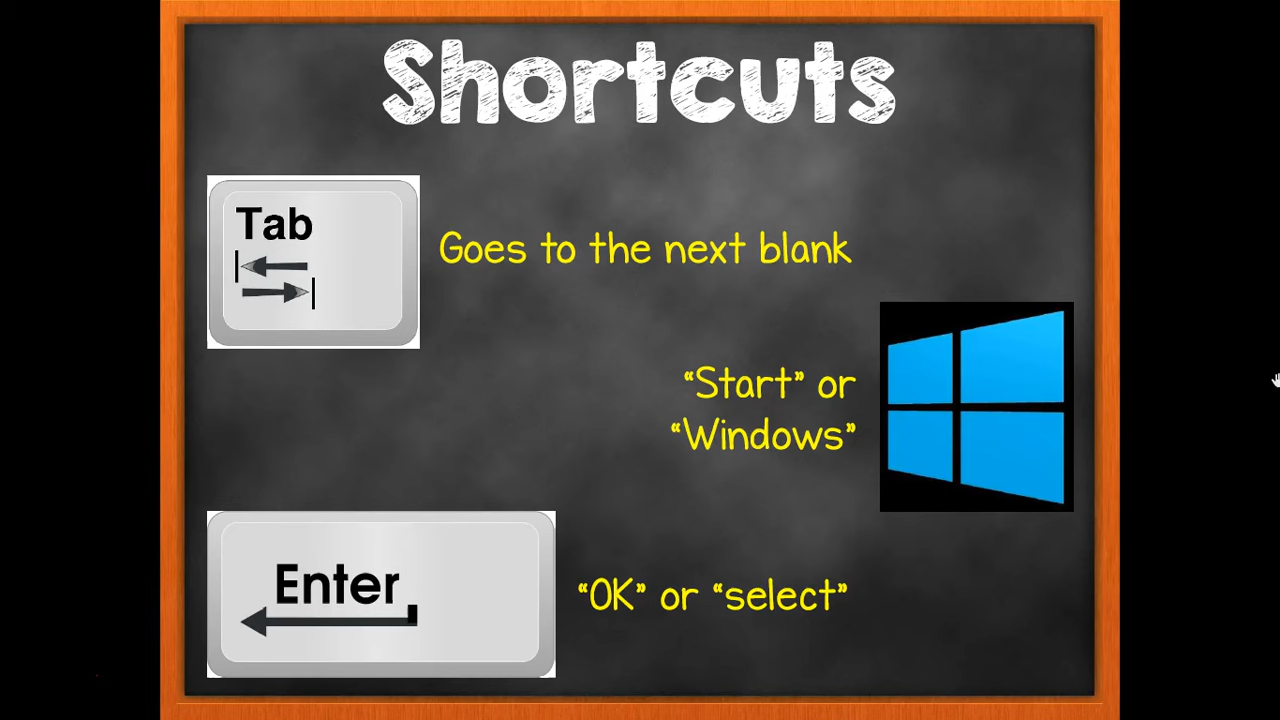 Shortcuts
Tab
Goes to the next blank
“Start” or
“Windows”
Enter
“OK” or “select”